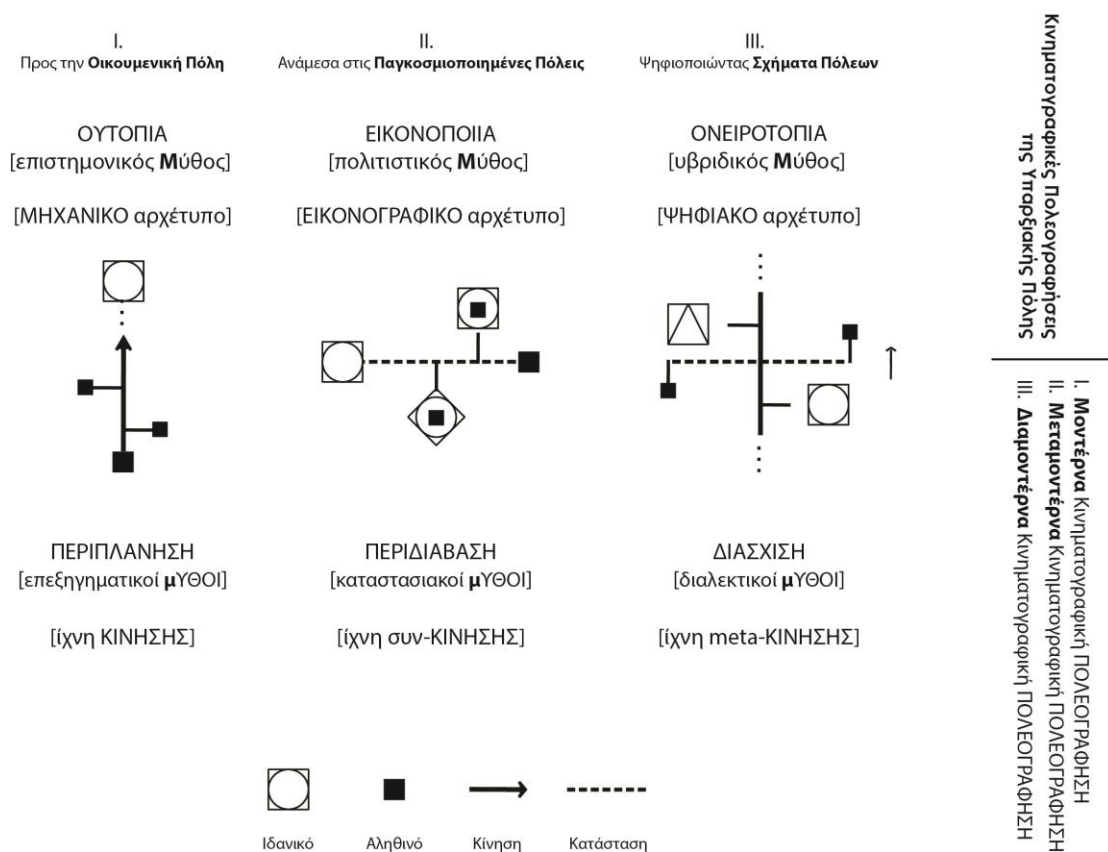 I.
Προς την Οικουμενική Πόλη
ΟΥΤΟΠΙΑ
[επιστημονικός Μύθος]
[ΜΗΧΑΝΙΚΟ αρχέτυπο]
ΠΕΡΙΠΛΑΝΗΣΗ
[επεξηγηματικοί μΥΘΟΙ]
[ίχνη ΚΙΝΗΣΗΣ]
II.
Ανάμεσα στις Παγκοσμιοποιημένες Πόλεις
ΕΙΚΟΝΟΠΟΙΙΑ
[πολιτιστικός Μύθος]
[ΕΙΚΟΝΟΓΡΑΦΙΚΟ αρχέτυπο]
ΠΕΡΙΔΙΑΒΑΣΗ
[καταστασιακοί μΥΘΟΙ]
[ίχνη συν-ΚΙΝΗΣΗΣ]
III.
Ψηφιοποιώντας Σχήματα Πόλεων
ΟΝΕΙΡΟΤΟΠΙΑ
[υβριδικός Μύθος]
[ΨΗΦΙΑΚΟ αρχέτυπο]
ΔΙΑΣΧΙΣΗ
[διαλεκτικοί μΥΘΟΙ]
[ίχνη meta-ΚΙΝΗΣΗΣ]
Ιδανικό
Αληθινό
Κίνηση
Κατάσταση
Κινηματογραφικές Πολεογραφήσεις
της Υπαρξιακής Πόλης
I. Μοντέρνα Κινηματογραφική ΠΟΛΕΟΓΡΑΦΗΣΗ
II. Μεταμοντέρνα Κινηματογραφική ΠΟΛΕΟΓΡΑΦΗΣΗ
III. Διαμοντέρνα Κινηματογραφική ΠΟΛΕΟΓΡΑΦΗΣΗ